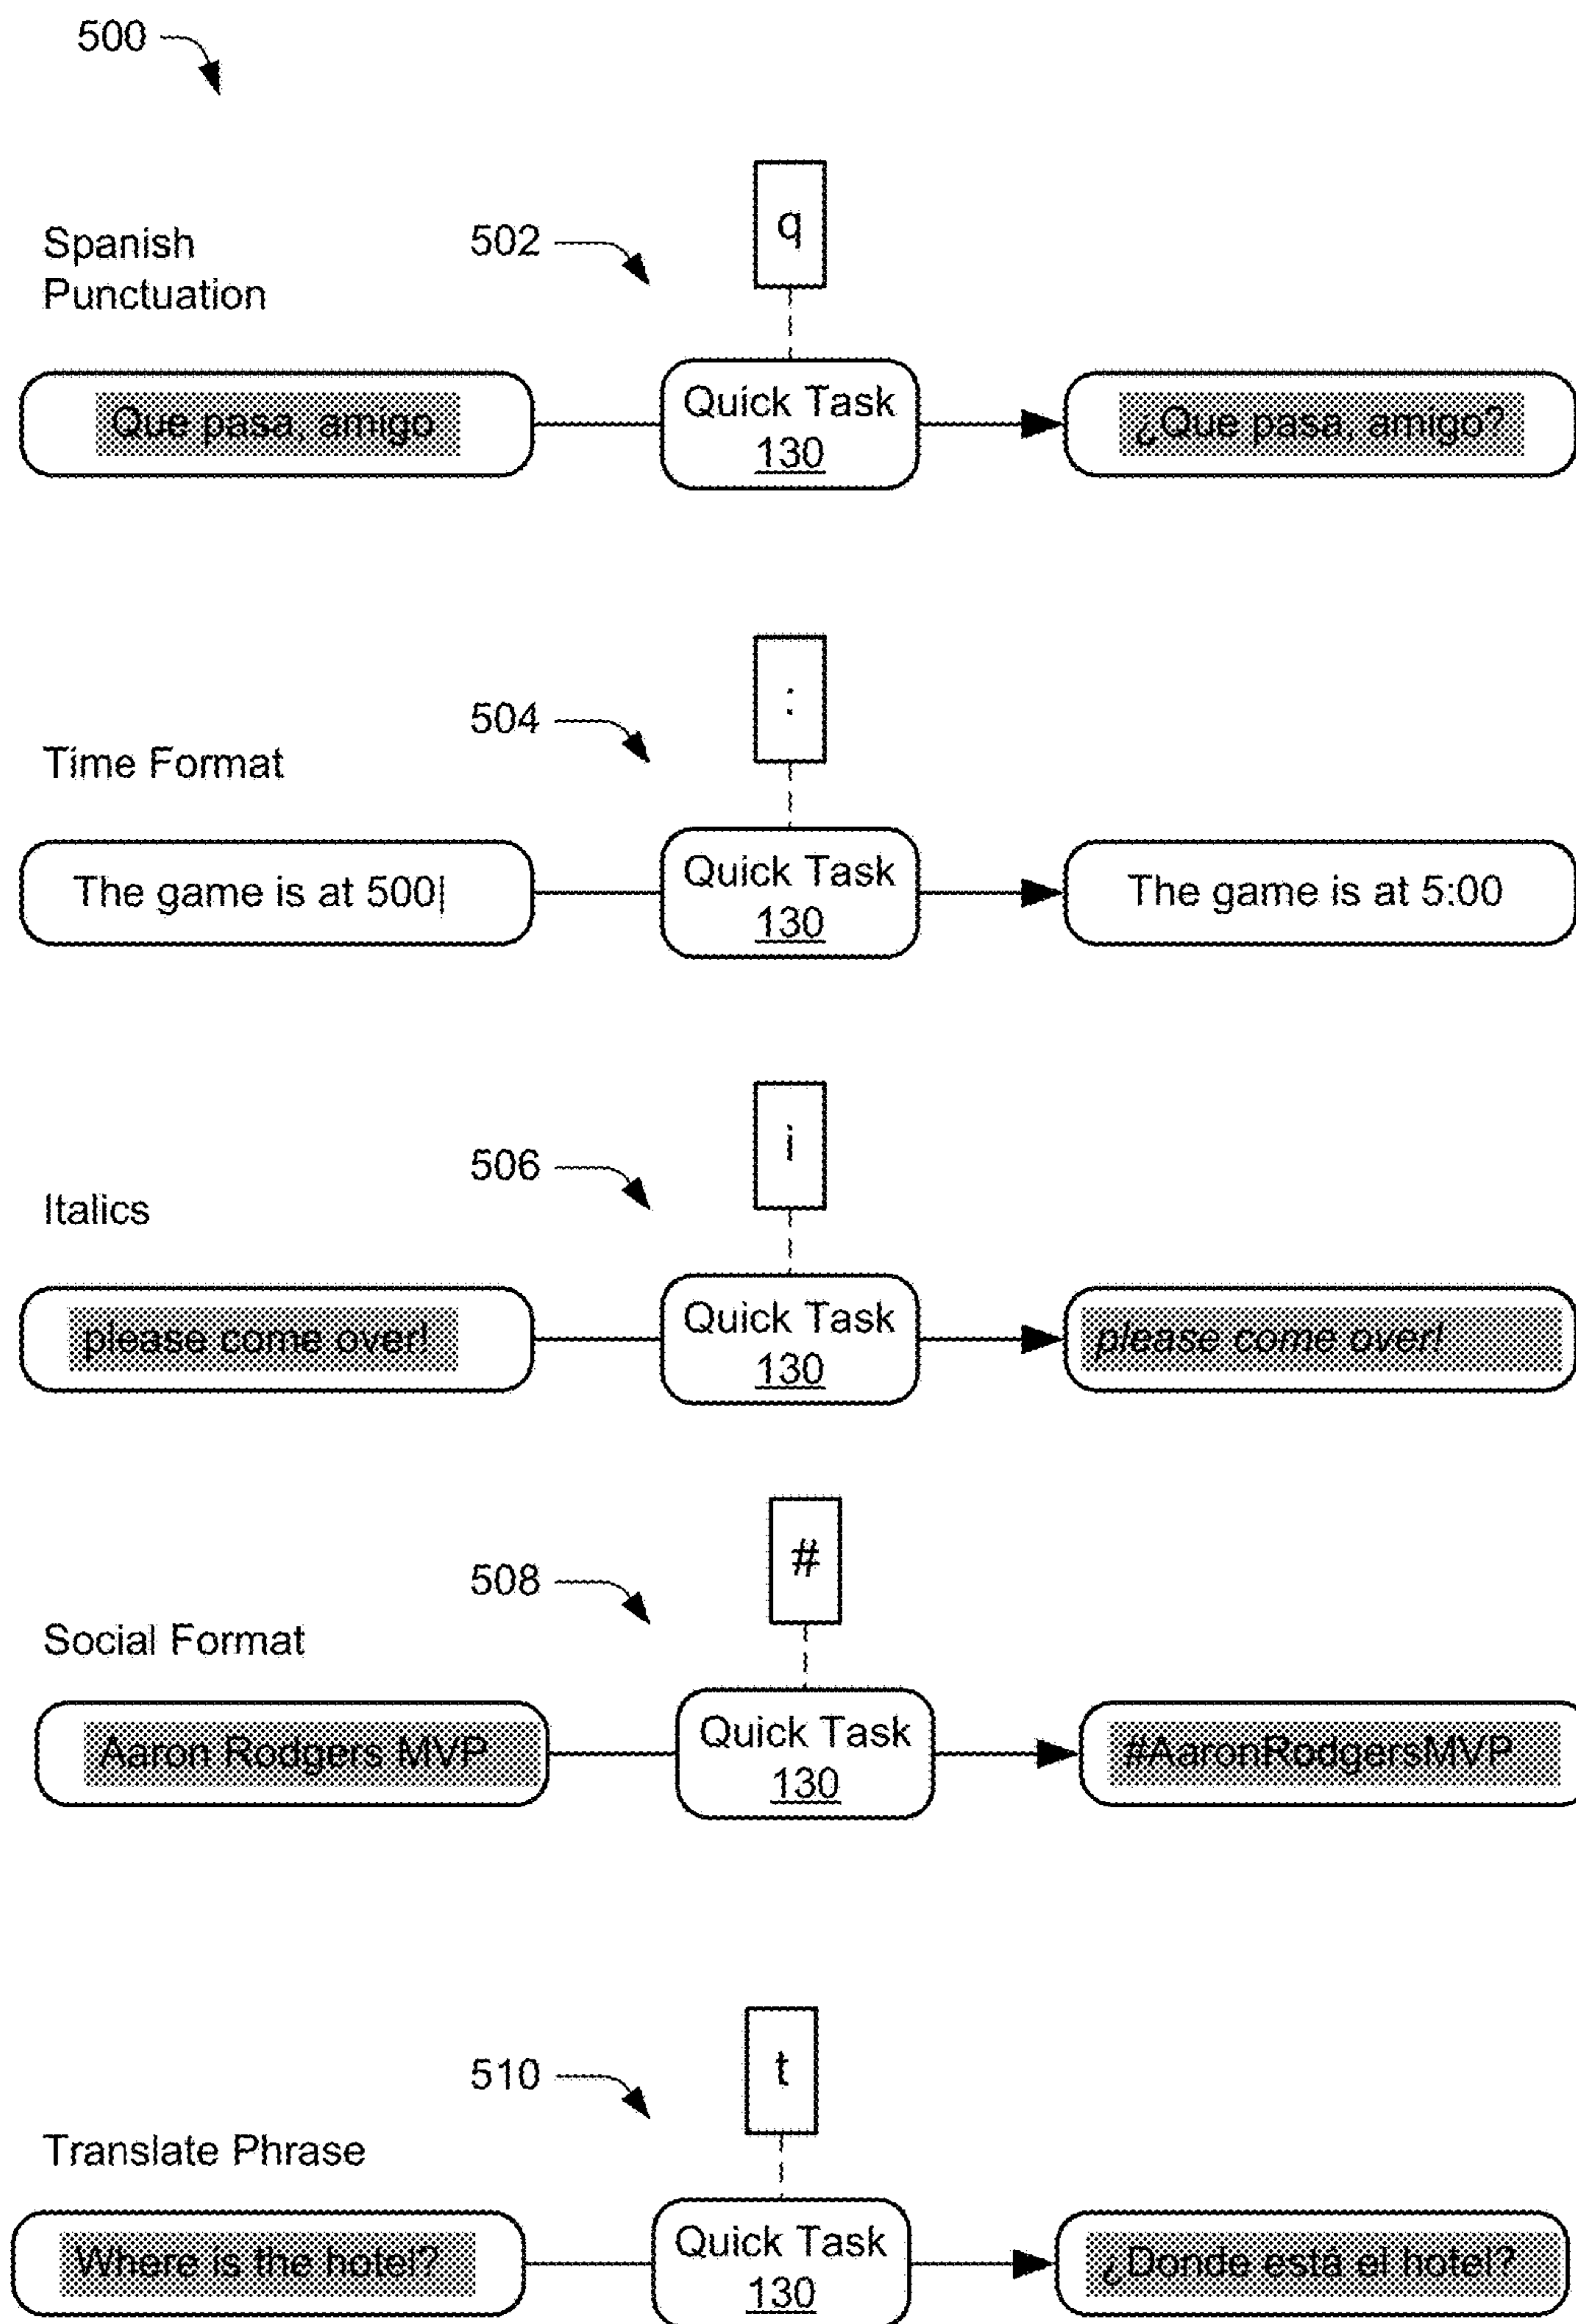 500
q
Spanish
Punctuation
502
Que pasa, amigo
Quick Task
130
¿Que pasa, amigo?
:
504
Time Format
The game is at 500|
Quick Task
130
The game is at 5:00
i
506
Italics
please come over!
Quick Task
130
please come over!
#
508
Social Format
Aaron Rodgers MVP
Quick Task
130
#AaronRodgersMVP
t
510
Translate Phrase
Where is the hotel?
Quick Task
130
¿Donde está el hotel?